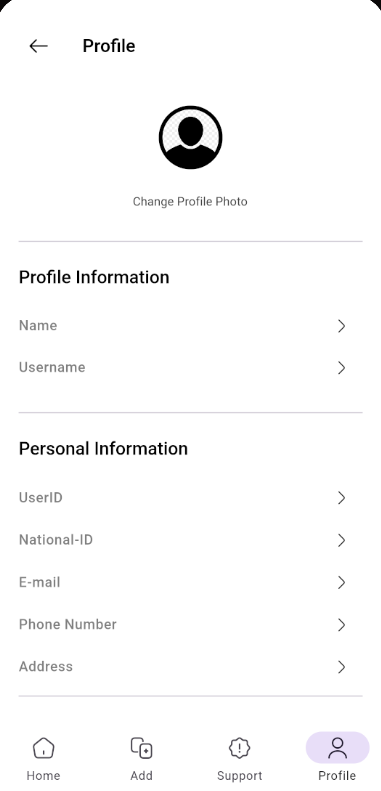 Profile
Change Profile Photo
Profile Information
Name
Username
Personal Information
UserID
National-ID
E-mail
Phone Number
Address
Home
Add
Support
Profile